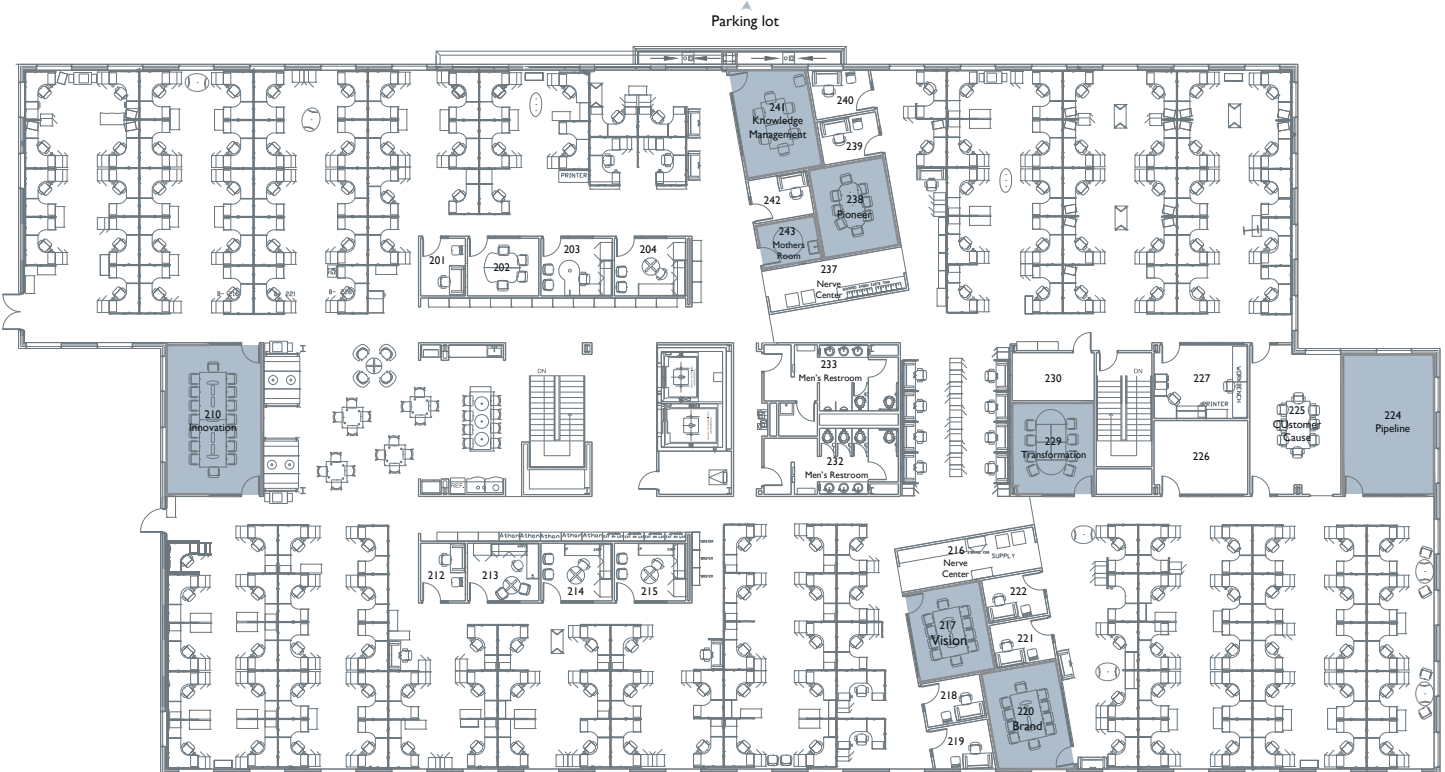 Parking lot
241
Knowledge
Management
240
239
PRINTER
242
238
Pioneer
243
Mothers
Room
201
202
203
204
237
Nerve
Center
DN
233
Men's Restroom
230
DN
227
WORK BENCH
PRINTER
210
Innovation
225
CUstomer
Cause
224
Pipeline
229
Transformation
232
Men's Restroom
226
REF.
212
213
214
215
216
Nerve
Center
SUPPLY
222
217
Vision
221
218
220
Brand
219